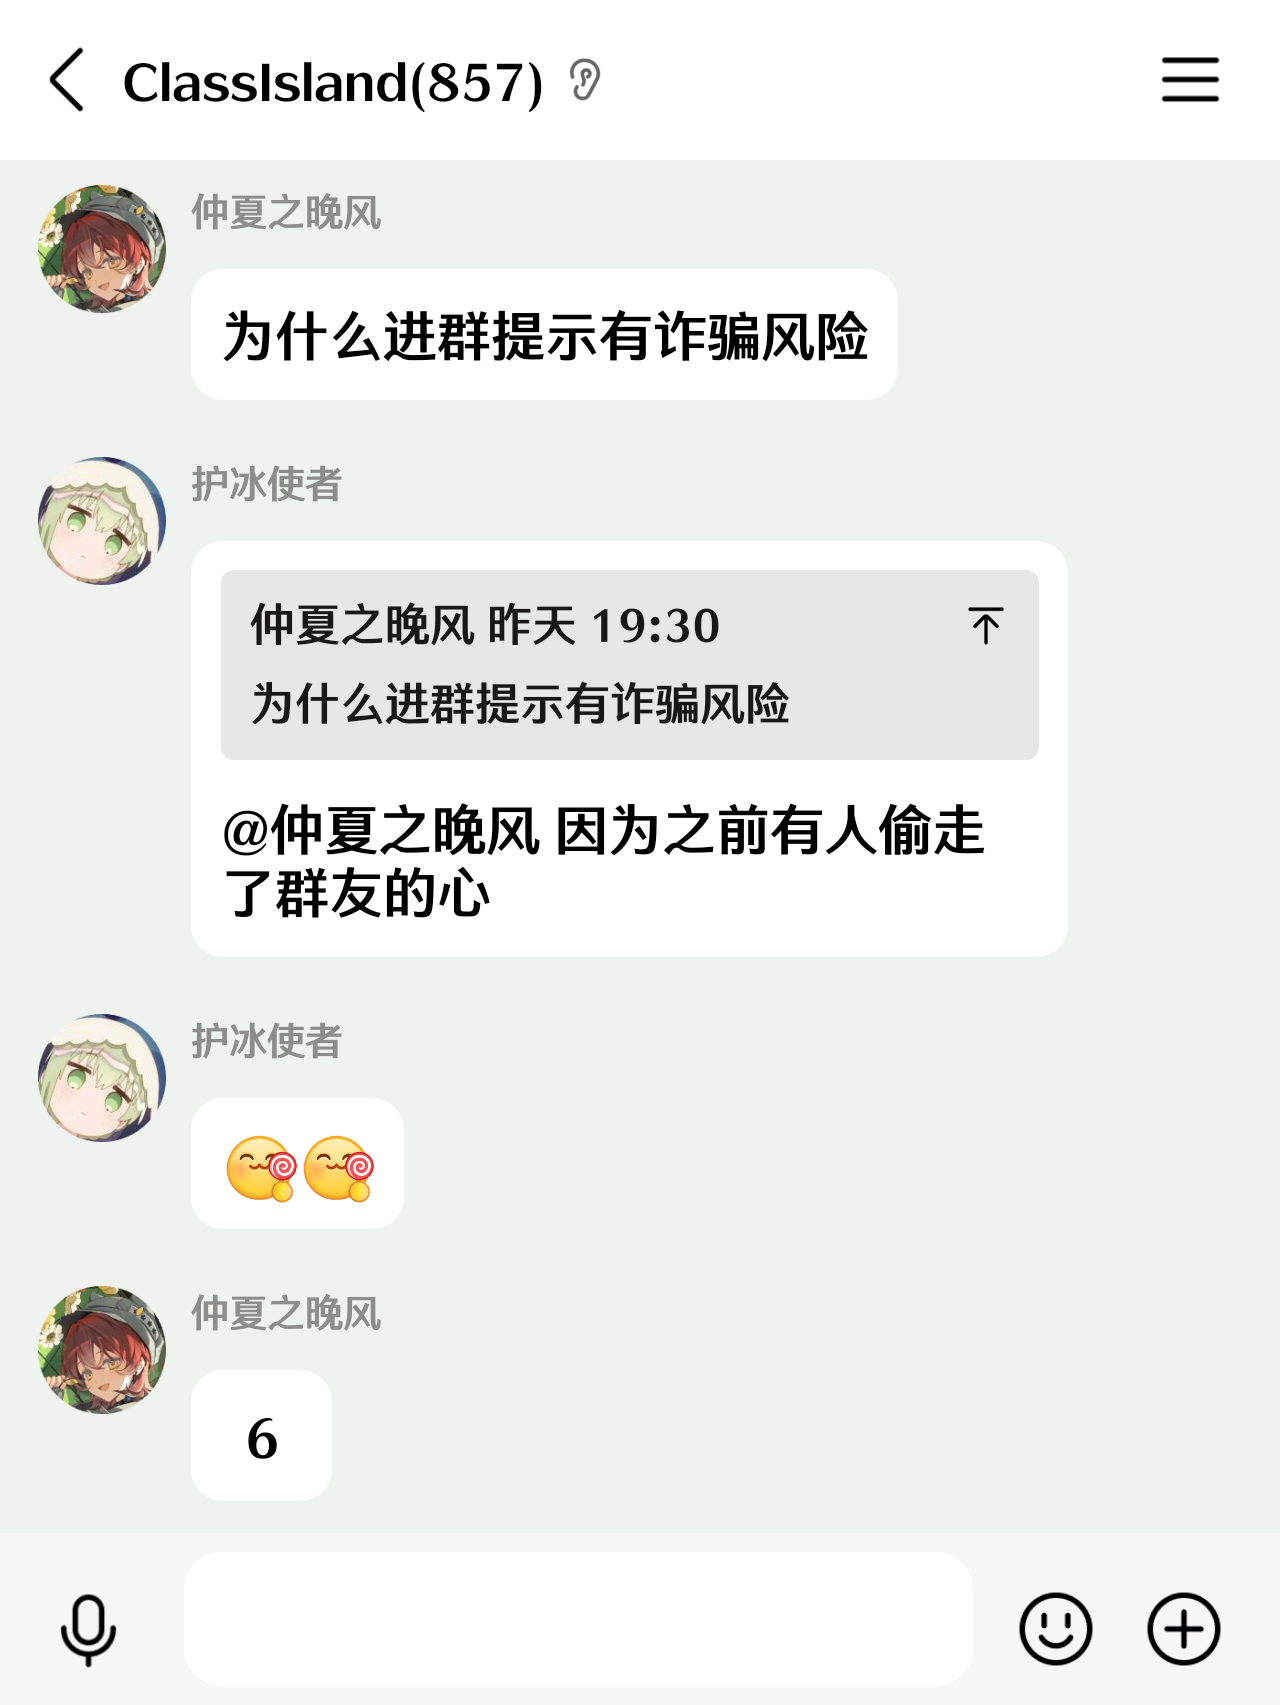 ClassIsland(857)
仲夏之晚风
为什么进群提示有诈骗风险
护冰使者
仲夏之晚风 昨天 19:30
为什么进群提示有诈骗风险
@仲夏之晚风 因为之前有人偷走
了群友的心
护冰使者
仲夏之晚风
6